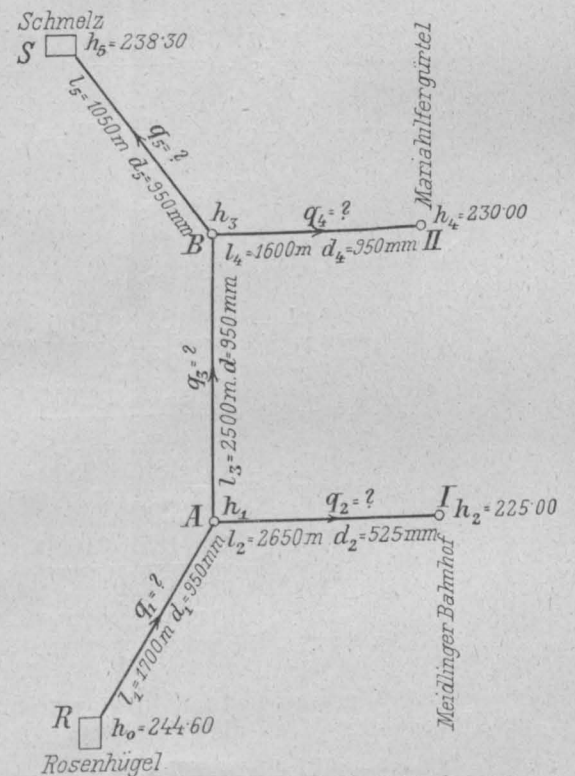 Schmelz
S h₅ = 238·30
l₅ = 1050 m d₅ = 950 mm
q₅ = ?
Mariahilfergürtel
h₃
B
q₄ = ?
h₄ = 230·00
II
l₄ = 1600 m d₄ = 950 mm
q₃ = ?
l₃ = 2500 m. d = 950 mm
A h₁
q₂ = ?
I h₂ = 225·00
l₂ = 2650 m d₂ = 525 mm
Meidlinger Bahnhof
q₁ = ?
l₁ = 1700 m d₁ = 950 mm
R h₀ = 244·60
Rosenhügel